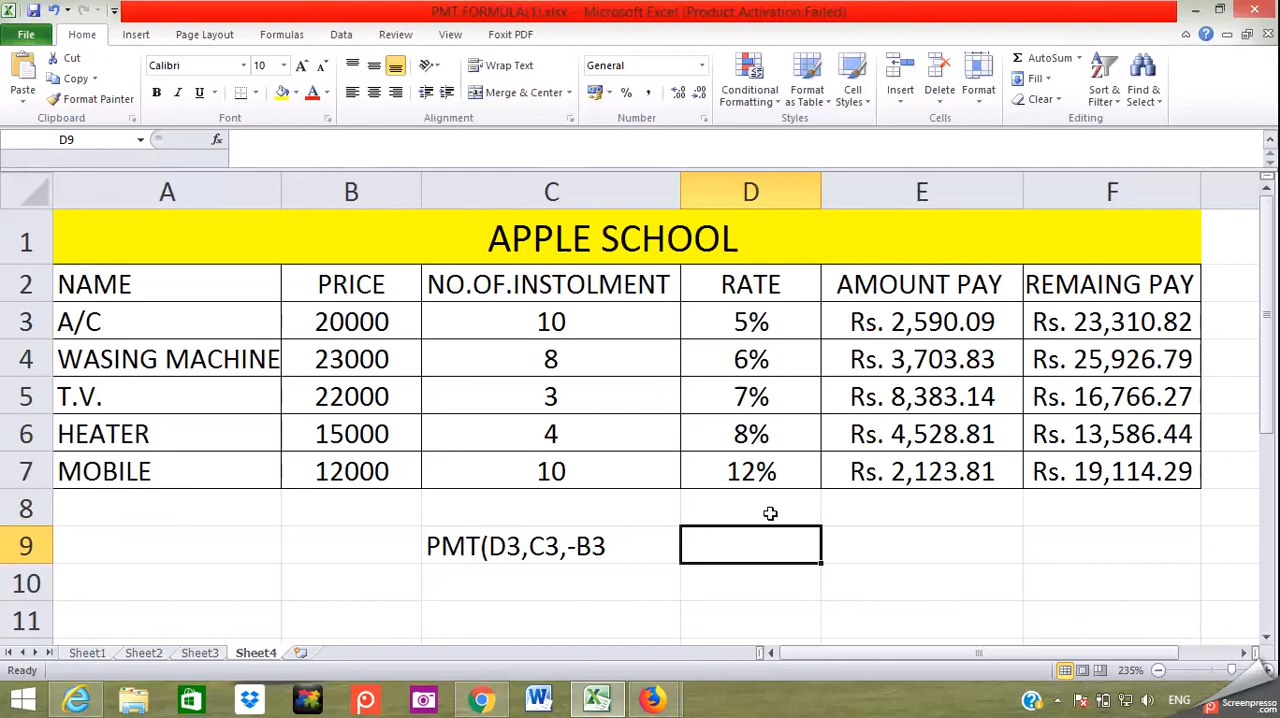 PMT FORMULA(1).xlsx - Microsoft Excel (Product Activation Failed)
File Home Insert Page Layout Formulas Data Review View Foxit PDF
Paste Cut Copy Format Painter Clipboard
Calibri 10 B I U A A A Font
Wrap Text Merge & Center Alignment
General % , Number
Conditional Formatting Format as Table Cell Styles Styles
Insert Delete Format Cells
Σ AutoSum Fill Clear Sort & Filter Find & Select Editing
D9 fx
A B C D E F
1 APPLE SCHOOL
2 NAME PRICE NO.OF.INSTOLMENT RATE AMOUNT PAY REMAING PAY
3 A/C 20000 10 5% Rs. 2,590.09 Rs. 23,310.82
4 WASING MACHINE 23000 8 6% Rs. 3,703.83 Rs. 25,926.79
5 T.V. 22000 3 7% Rs. 8,383.14 Rs. 16,766.27
6 HEATER 15000 4 8% Rs. 4,528.81 Rs. 13,586.44
7 MOBILE 12000 10 12% Rs. 2,123.81 Rs. 19,114.29
8
9 PMT(D3,C3,-B3
10
11
Sheet1 Sheet2 Sheet3 Sheet4
Ready 235%
ENG
Screenpresso.com